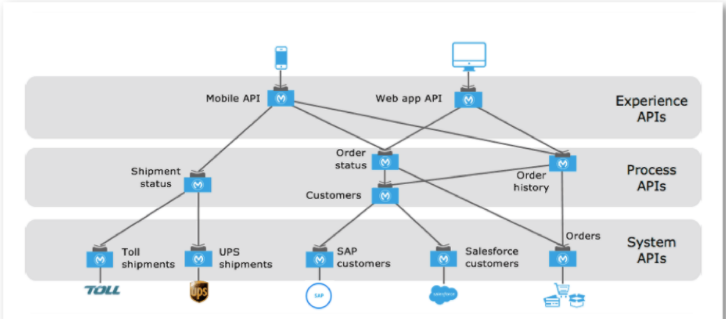 Mobile API
Web app API
Experience
APIs
Shipment
status
Order
status
Customers
Order
history
Process
APIs
Toll
shipments
UPS
shipments
SAP
customers
Salesforce
customers
Orders
System
APIs
TOLL
ups
SAP
salesforce